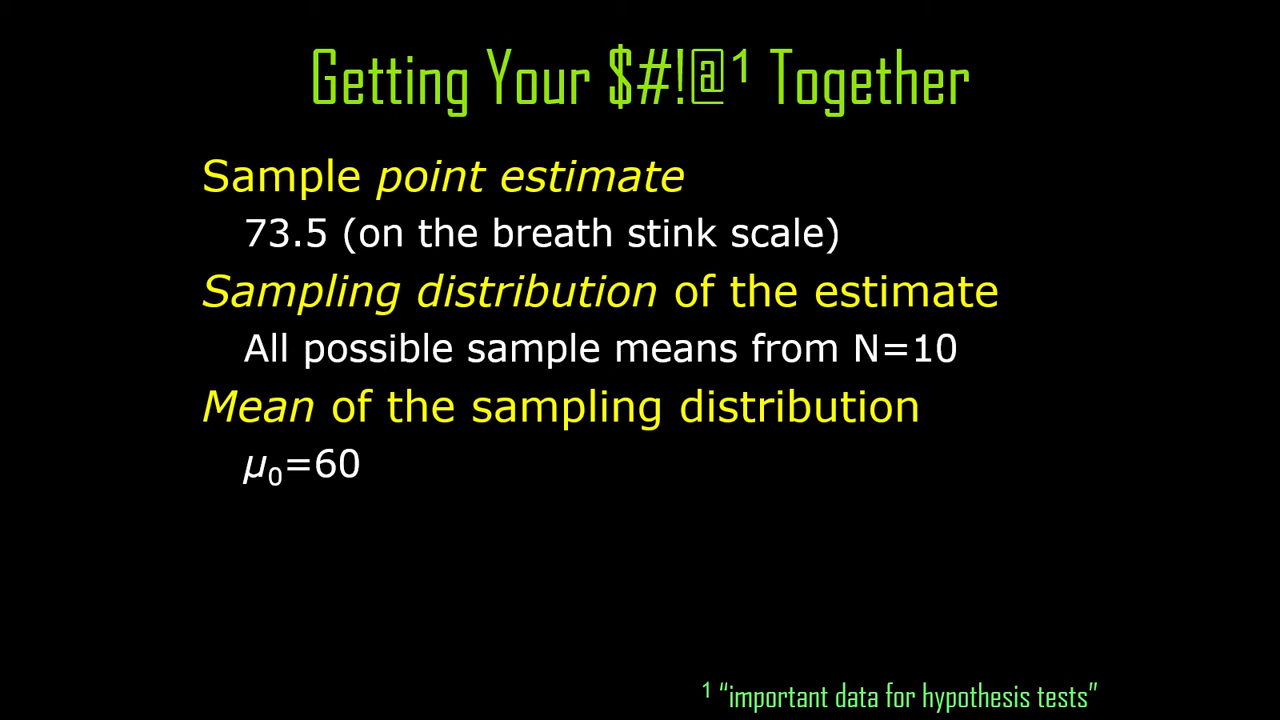 Getting Your $#!@¹ Together
Sample point estimate
73.5 (on the breath stink scale)
Sampling distribution of the estimate
All possible sample means from N=10
Mean of the sampling distribution
μ₀=60
¹ “important data for hypothesis tests”